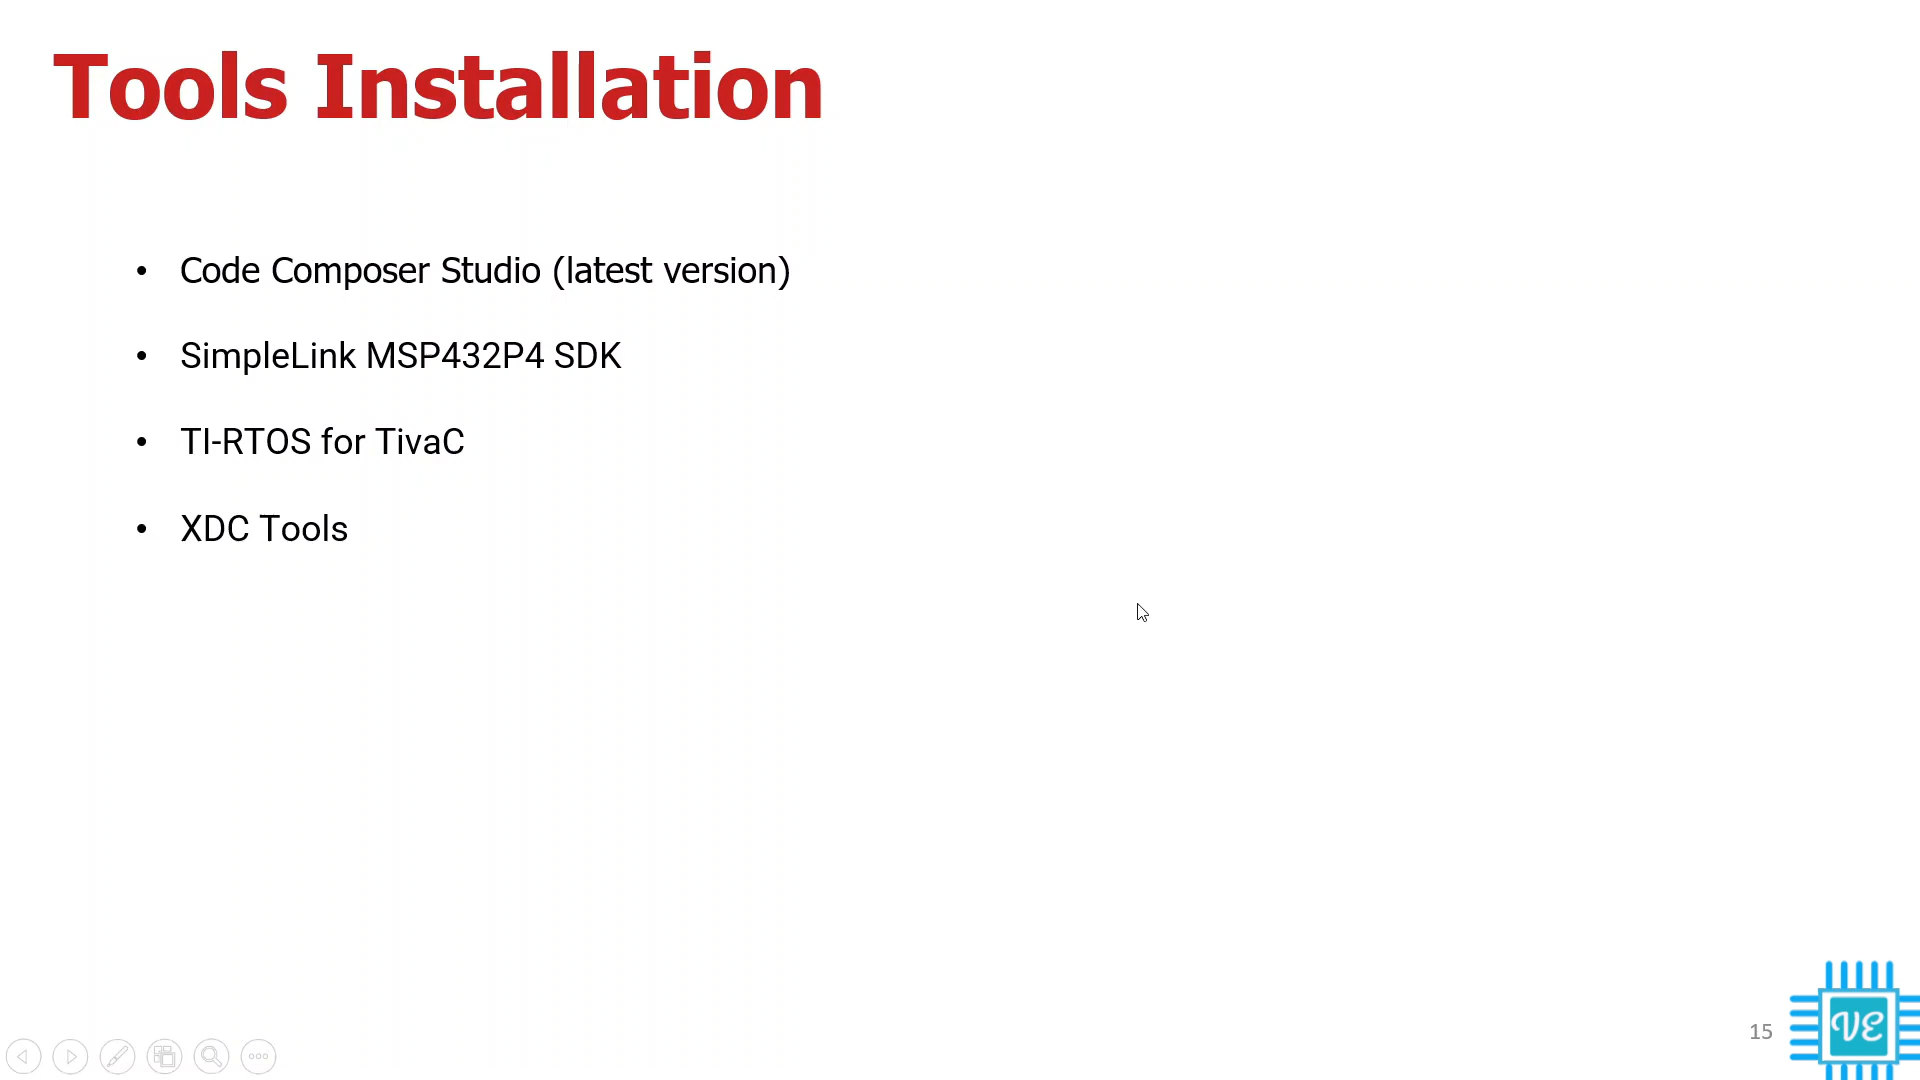 Tools Installation
• Code Composer Studio (latest version)
• SimpleLink MSP432P4 SDK
• TI-RTOS for TivaC
• XDC Tools
15
VE